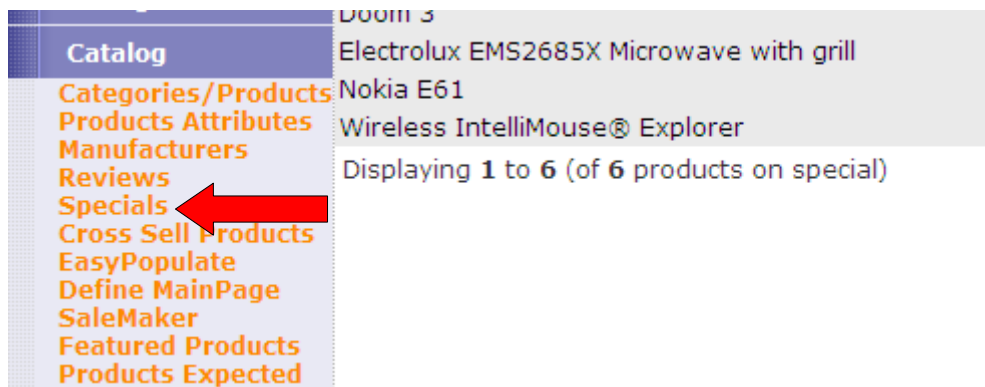 Catalog
Categories/Products
Products Attributes
Manufacturers
Reviews
Specials
Cross Sell Products
EasyPopulate
Define MainPage
SaleMaker
Featured Products
Products Expected
Doom 3
Electrolux EMS2685X Microwave with grill
Nokia E61
Wireless IntelliMouse® Explorer
Displaying 1 to 6 (of 6 products on special)